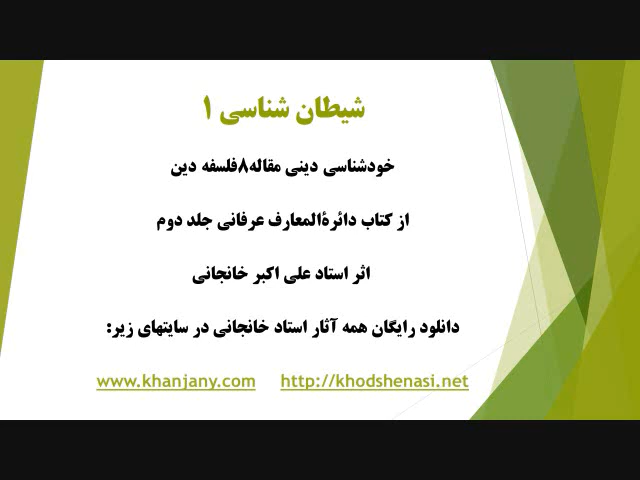 شیطان شناسی ۱
خودشناسی دینی مقاله۸فلسفه دین
از کتاب دائرةالمعارف عرفانی جلد دوم
اثر استاد علی اکبر خانجانی
دانلود رایگان همه آثار استاد خانجانی در سایتهای زیر:
www.khanjany.com http://khodshenasi.net